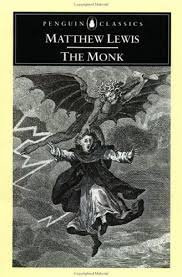 PENGUIN CLASSICS
MATTHEW LEWIS
THE MONK